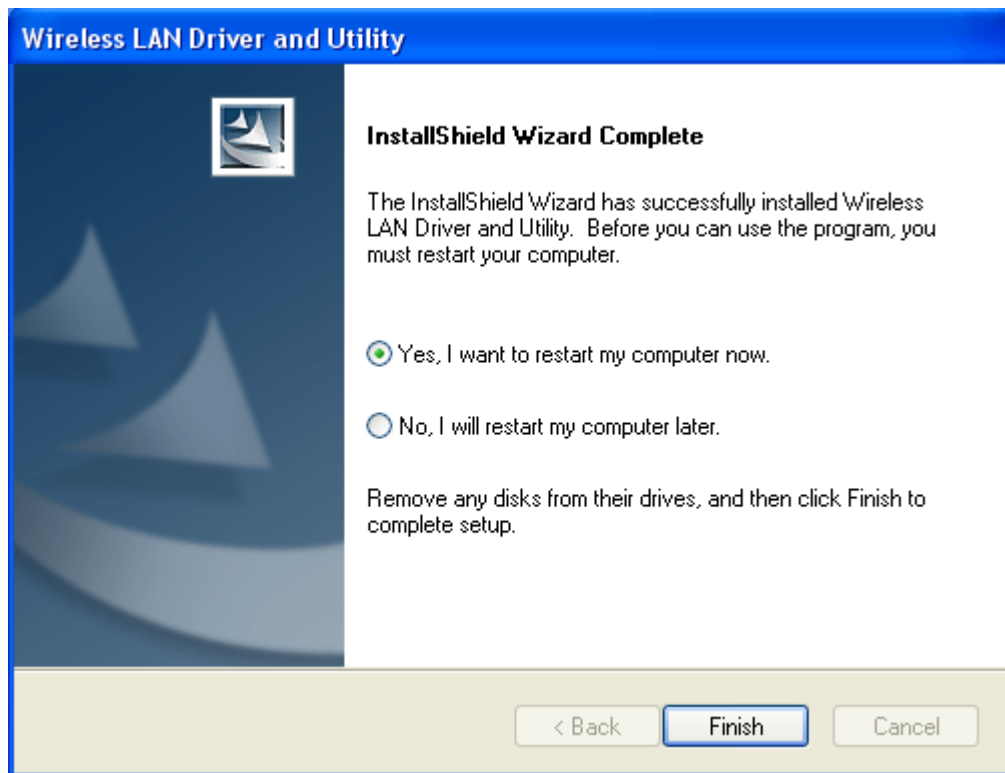 Wireless LAN Driver and Utility
InstallShield Wizard Complete
The InstallShield Wizard has successfully installed Wireless
LAN Driver and Utility.  Before you can use the program, you
must restart your computer.
Yes, I want to restart my computer now.
No, I will restart my computer later.
Remove any disks from their drives, and then click Finish to
complete setup.
< Back
Finish
Cancel